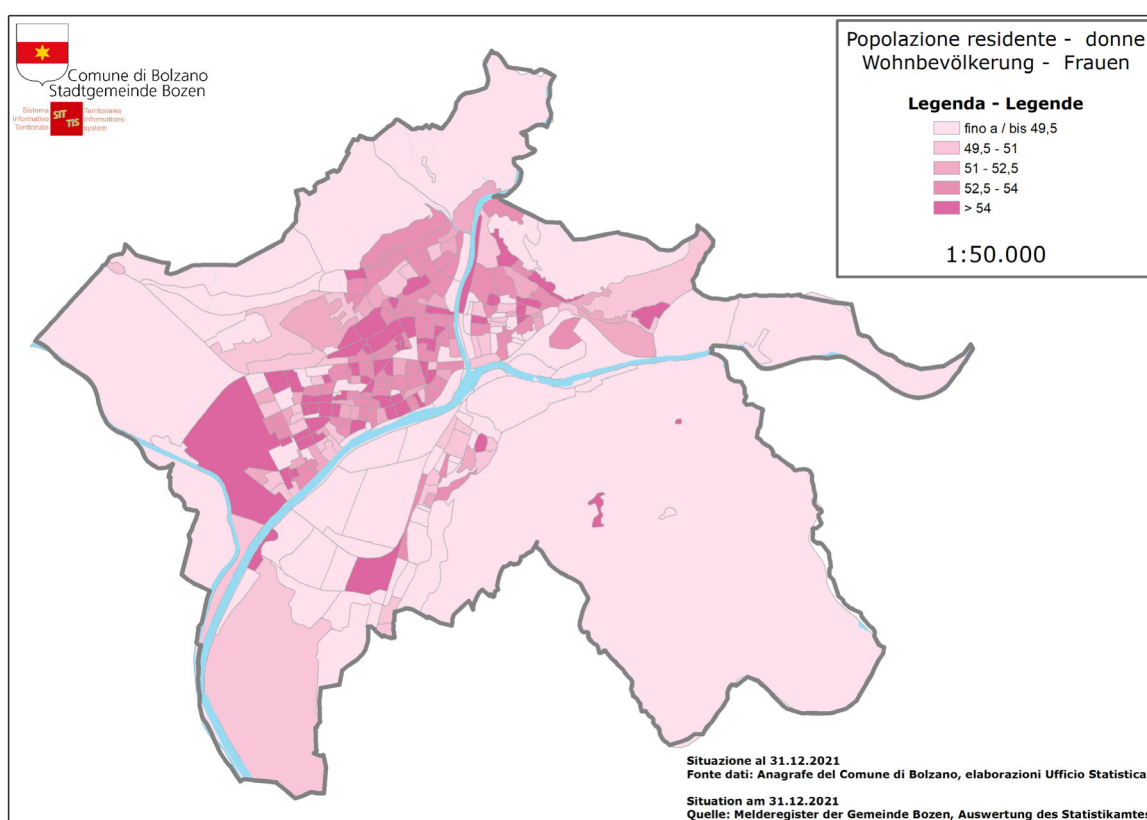 Comune di Bolzano
Stadtgemeinde Bozen
Sistema
Informativo
Territoriale
SIT
TIS
Territoriales
Informations-
system
Popolazione residente - donne
Wohnbevölkerung - Frauen
Legenda - Legende
fino a / bis 49,5
49,5 - 51
51 - 52,5
52,5 - 54
> 54
1:50.000
Situazione al 31.12.2021
Fonte dati: Anagrafe del Comune di Bolzano, elaborazioni Ufficio Statistica
Situation am 31.12.2021
Quelle: Melderegister der Gemeinde Bozen, Auswertung des Statistikamtes